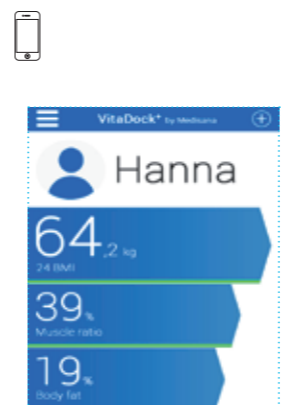 VitaDock+ by Medisana
Hanna
64,2 kg
24 BMI
39%
Muscle ratio
19%
Body fat